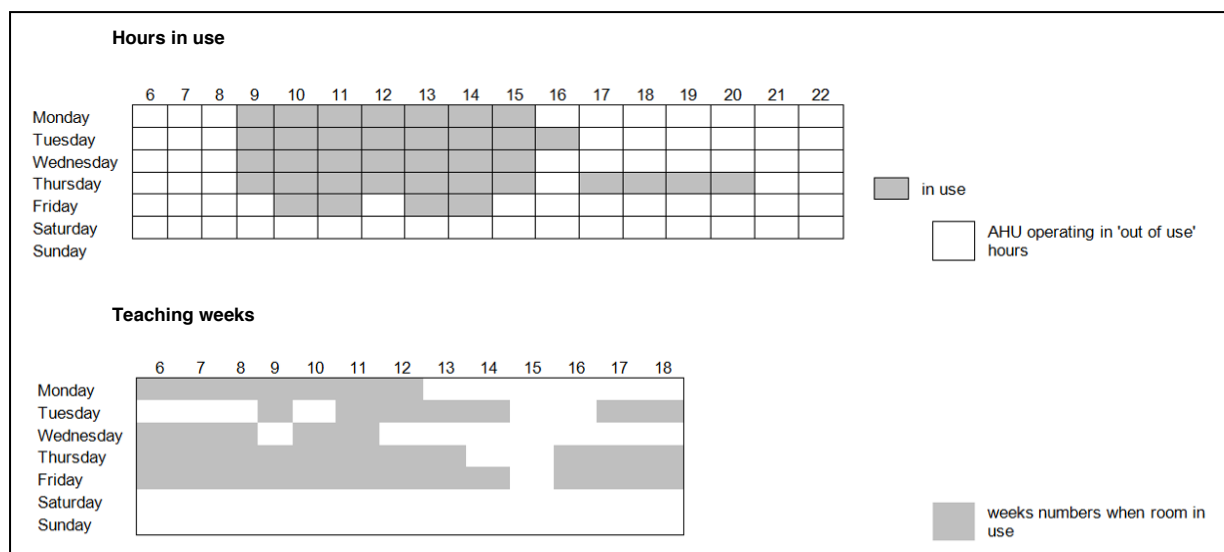 Hours in use
6 7 8 9 10 11 12 13 14 15 16 17 18 19 20 21 22
Monday
Tuesday
Wednesday
Thursday
Friday
Saturday
Sunday
in use
AHU operating in 'out of use'
hours
Teaching weeks
6 7 8 9 10 11 12 13 14 15 16 17 18
Monday
Tuesday
Wednesday
Thursday
Friday
Saturday
Sunday
weeks numbers when room in
use